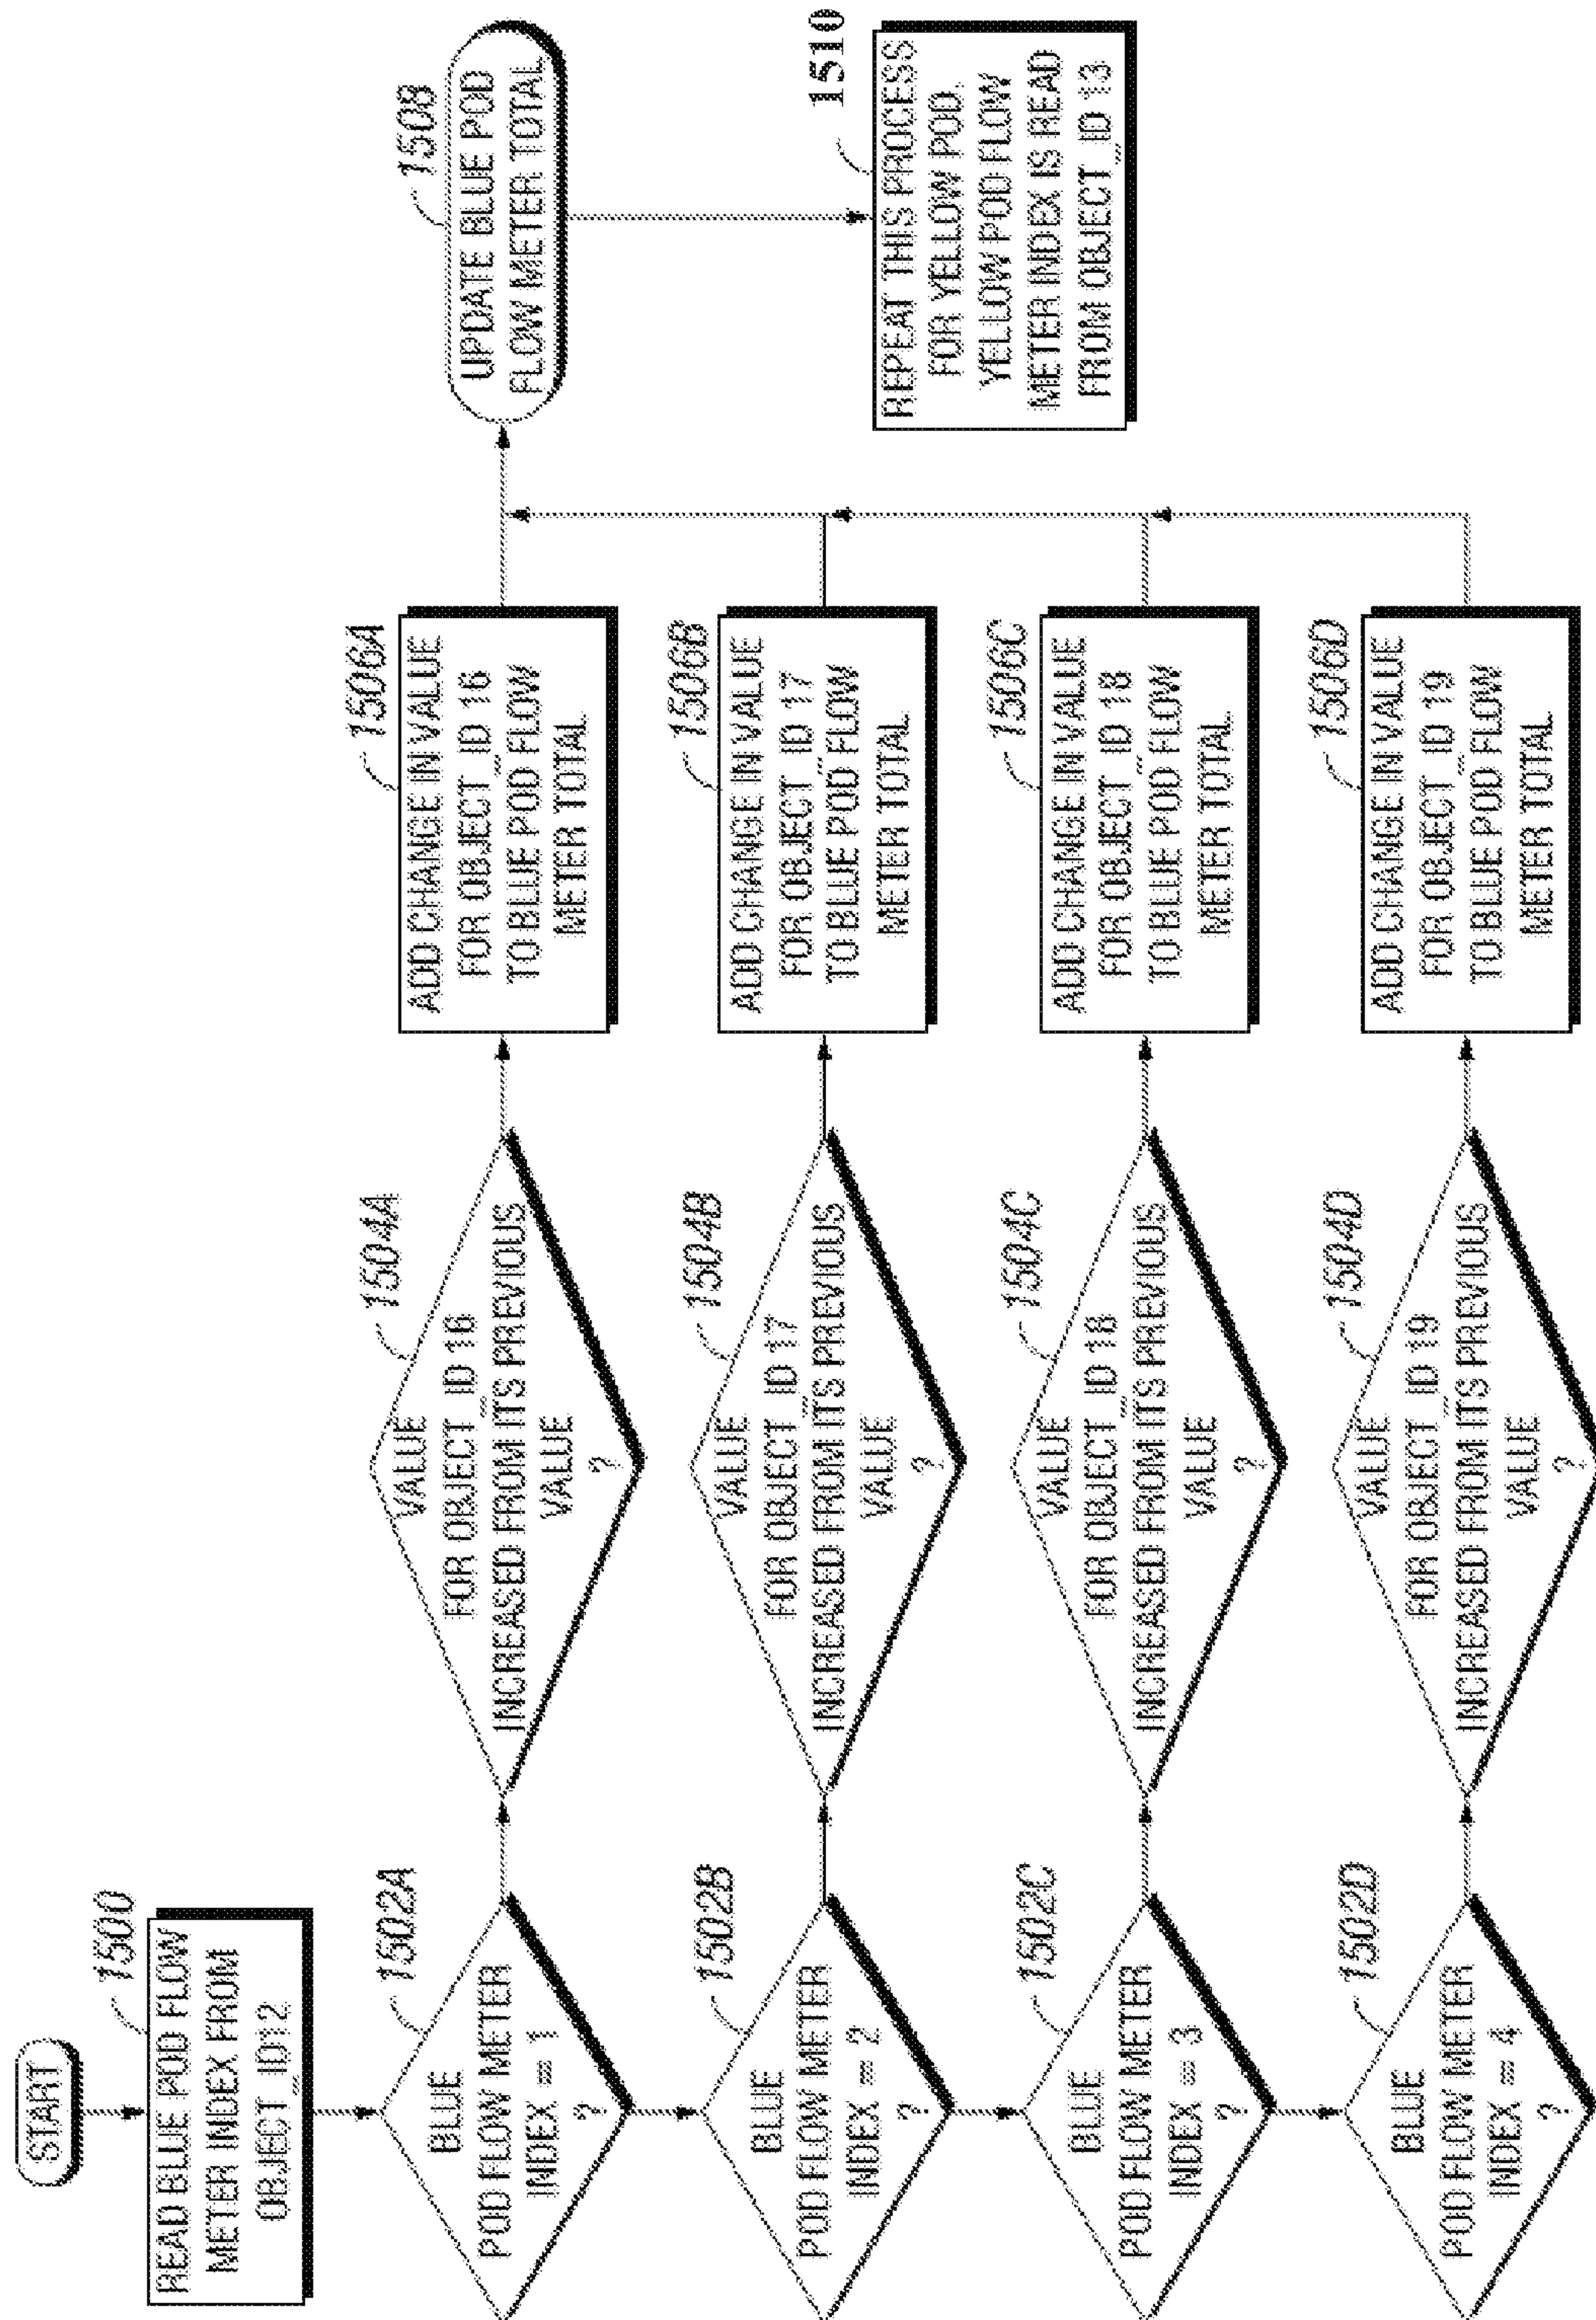 START
1500
READ BLUE POD FLOW
METER INDEX FROM
OBJECT_ID12
1502A
BLUE
POD FLOW METER
INDEX = 1
?
1504A
VALUE
FOR OBJECT_ID 16
INCREASED FROM ITS PREVIOUS
VALUE
?
1506A
ADD CHANGE IN VALUE
FOR OBJECT_ID 16
TO BLUE POD FLOW
METER TOTAL
1508
UPDATE BLUE POD
FLOW METER TOTAL
1502B
BLUE
POD FLOW METER
INDEX = 2
?
1504B
VALUE
FOR OBJECT_ID 17
INCREASED FROM ITS PREVIOUS
VALUE
?
1506B
ADD CHANGE IN VALUE
FOR OBJECT_ID 17
TO BLUE POD FLOW
METER TOTAL
1510
REPEAT THIS PROCESS
FOR YELLOW POD.
YELLOW POD FLOW
METER INDEX IS READ
FROM OBJECT_ID 13
1502C
BLUE
POD FLOW METER
INDEX = 3
?
1504C
VALUE
FOR OBJECT_ID 18
INCREASED FROM ITS PREVIOUS
VALUE
?
1506C
ADD CHANGE IN VALUE
FOR OBJECT_ID 18
TO BLUE POD FLOW
METER TOTAL
1502D
BLUE
POD FLOW METER
INDEX = 4
?
1504D
VALUE
FOR OBJECT_ID 19
INCREASED FROM ITS PREVIOUS
VALUE
?
1506D
ADD CHANGE IN VALUE
FOR OBJECT_ID 19
TO BLUE POD FLOW
METER TOTAL